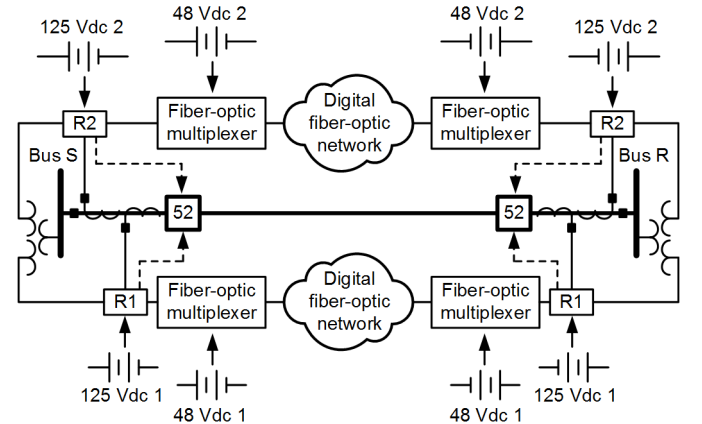 125 Vdc 2
48 Vdc 2
48 Vdc 2
125 Vdc 2
R2
Fiber-optic
multiplexer
Digital
fiber-optic
network
Fiber-optic
multiplexer
R2
Bus S
Bus R
52
52
R1
Fiber-optic
multiplexer
Digital
fiber-optic
network
Fiber-optic
multiplexer
R1
125 Vdc 1
48 Vdc 1
48 Vdc 1
125 Vdc 1